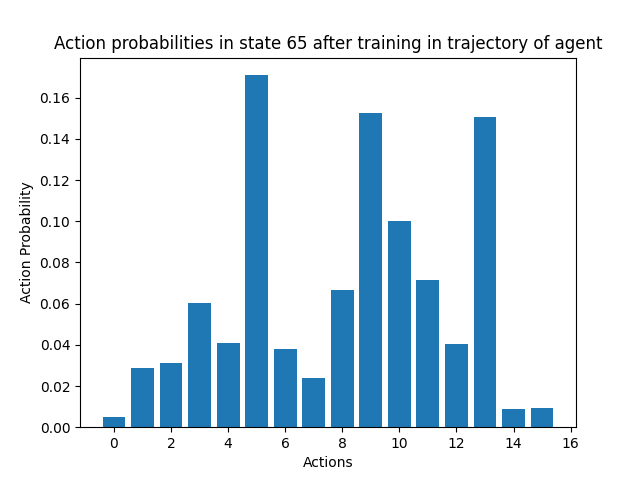 Action probabilities in state 65 after training in trajectory of agent
0.16
0.14
0.12
0.10
0.08
0.06
0.04
0.02
0.00
Action Probability
0 2 4 6 8 10 12 14 16
Actions